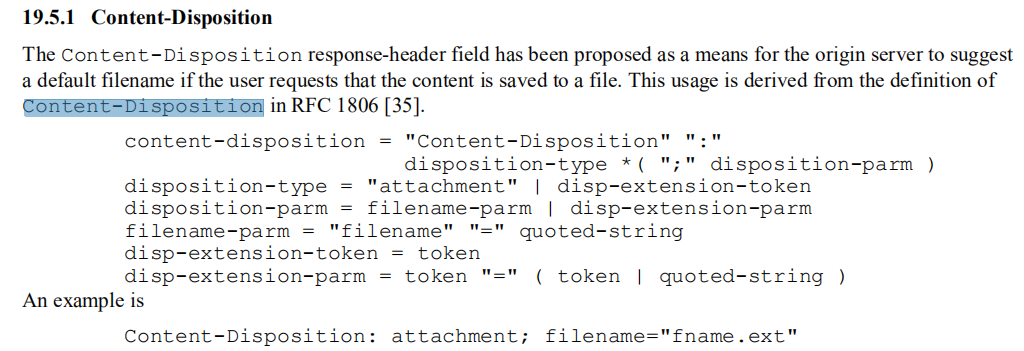 19.5.1 Content-Disposition
The Content-Disposition response-header field has been proposed as a means for the origin server to suggest
a default filename if the user requests that the content is saved to a file. This usage is derived from the definition of
Content-Disposition in RFC 1806 [35].
content-disposition = "Content-Disposition" ":"
disposition-type *( ";" disposition-parm )
disposition-type = "attachment" | disp-extension-token
disposition-parm = filename-parm | disp-extension-parm
filename-parm = "filename" "=" quoted-string
disp-extension-token = token
disp-extension-parm = token "=" ( token | quoted-string )
An example is
Content-Disposition: attachment; filename="fname.ext"